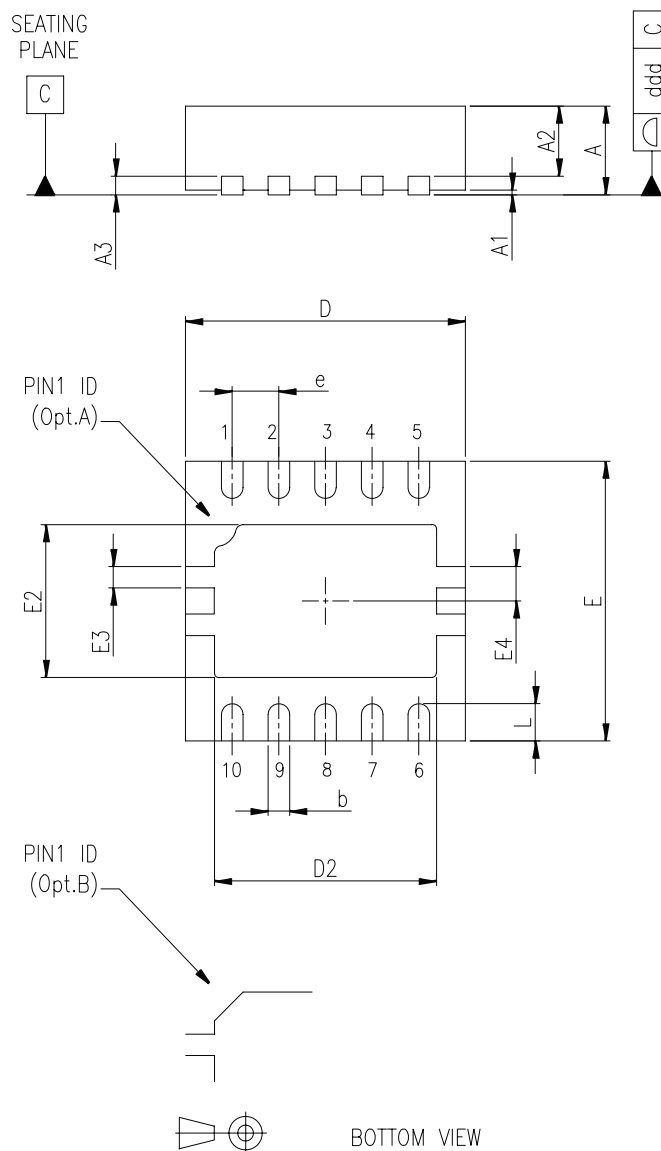 SEATING
PLANE
C
C
ddd
A2
A
A3
A1
D
e
PIN1 ID
(Opt.A)
1 2 3 4 5
E2
E3
E4
E
L
10 9 8 7 6
b
D2
PIN1 ID
(Opt.B)
BOTTOM VIEW